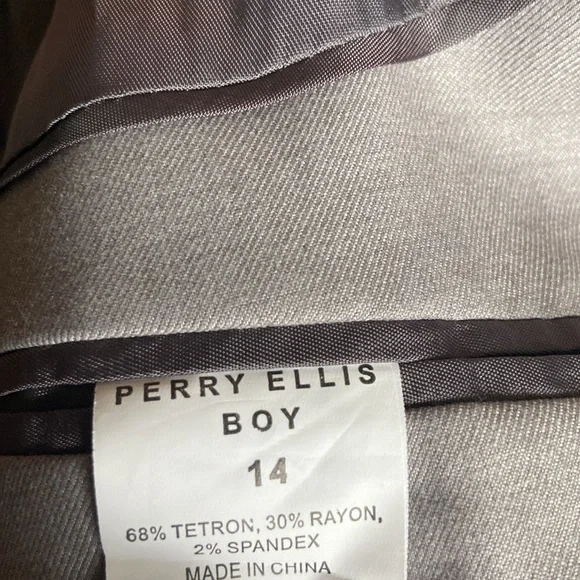 PERRY ELLIS
BOY
14
68% TETRON, 30% RAYON,
2% SPANDEX
MADE IN CHINA